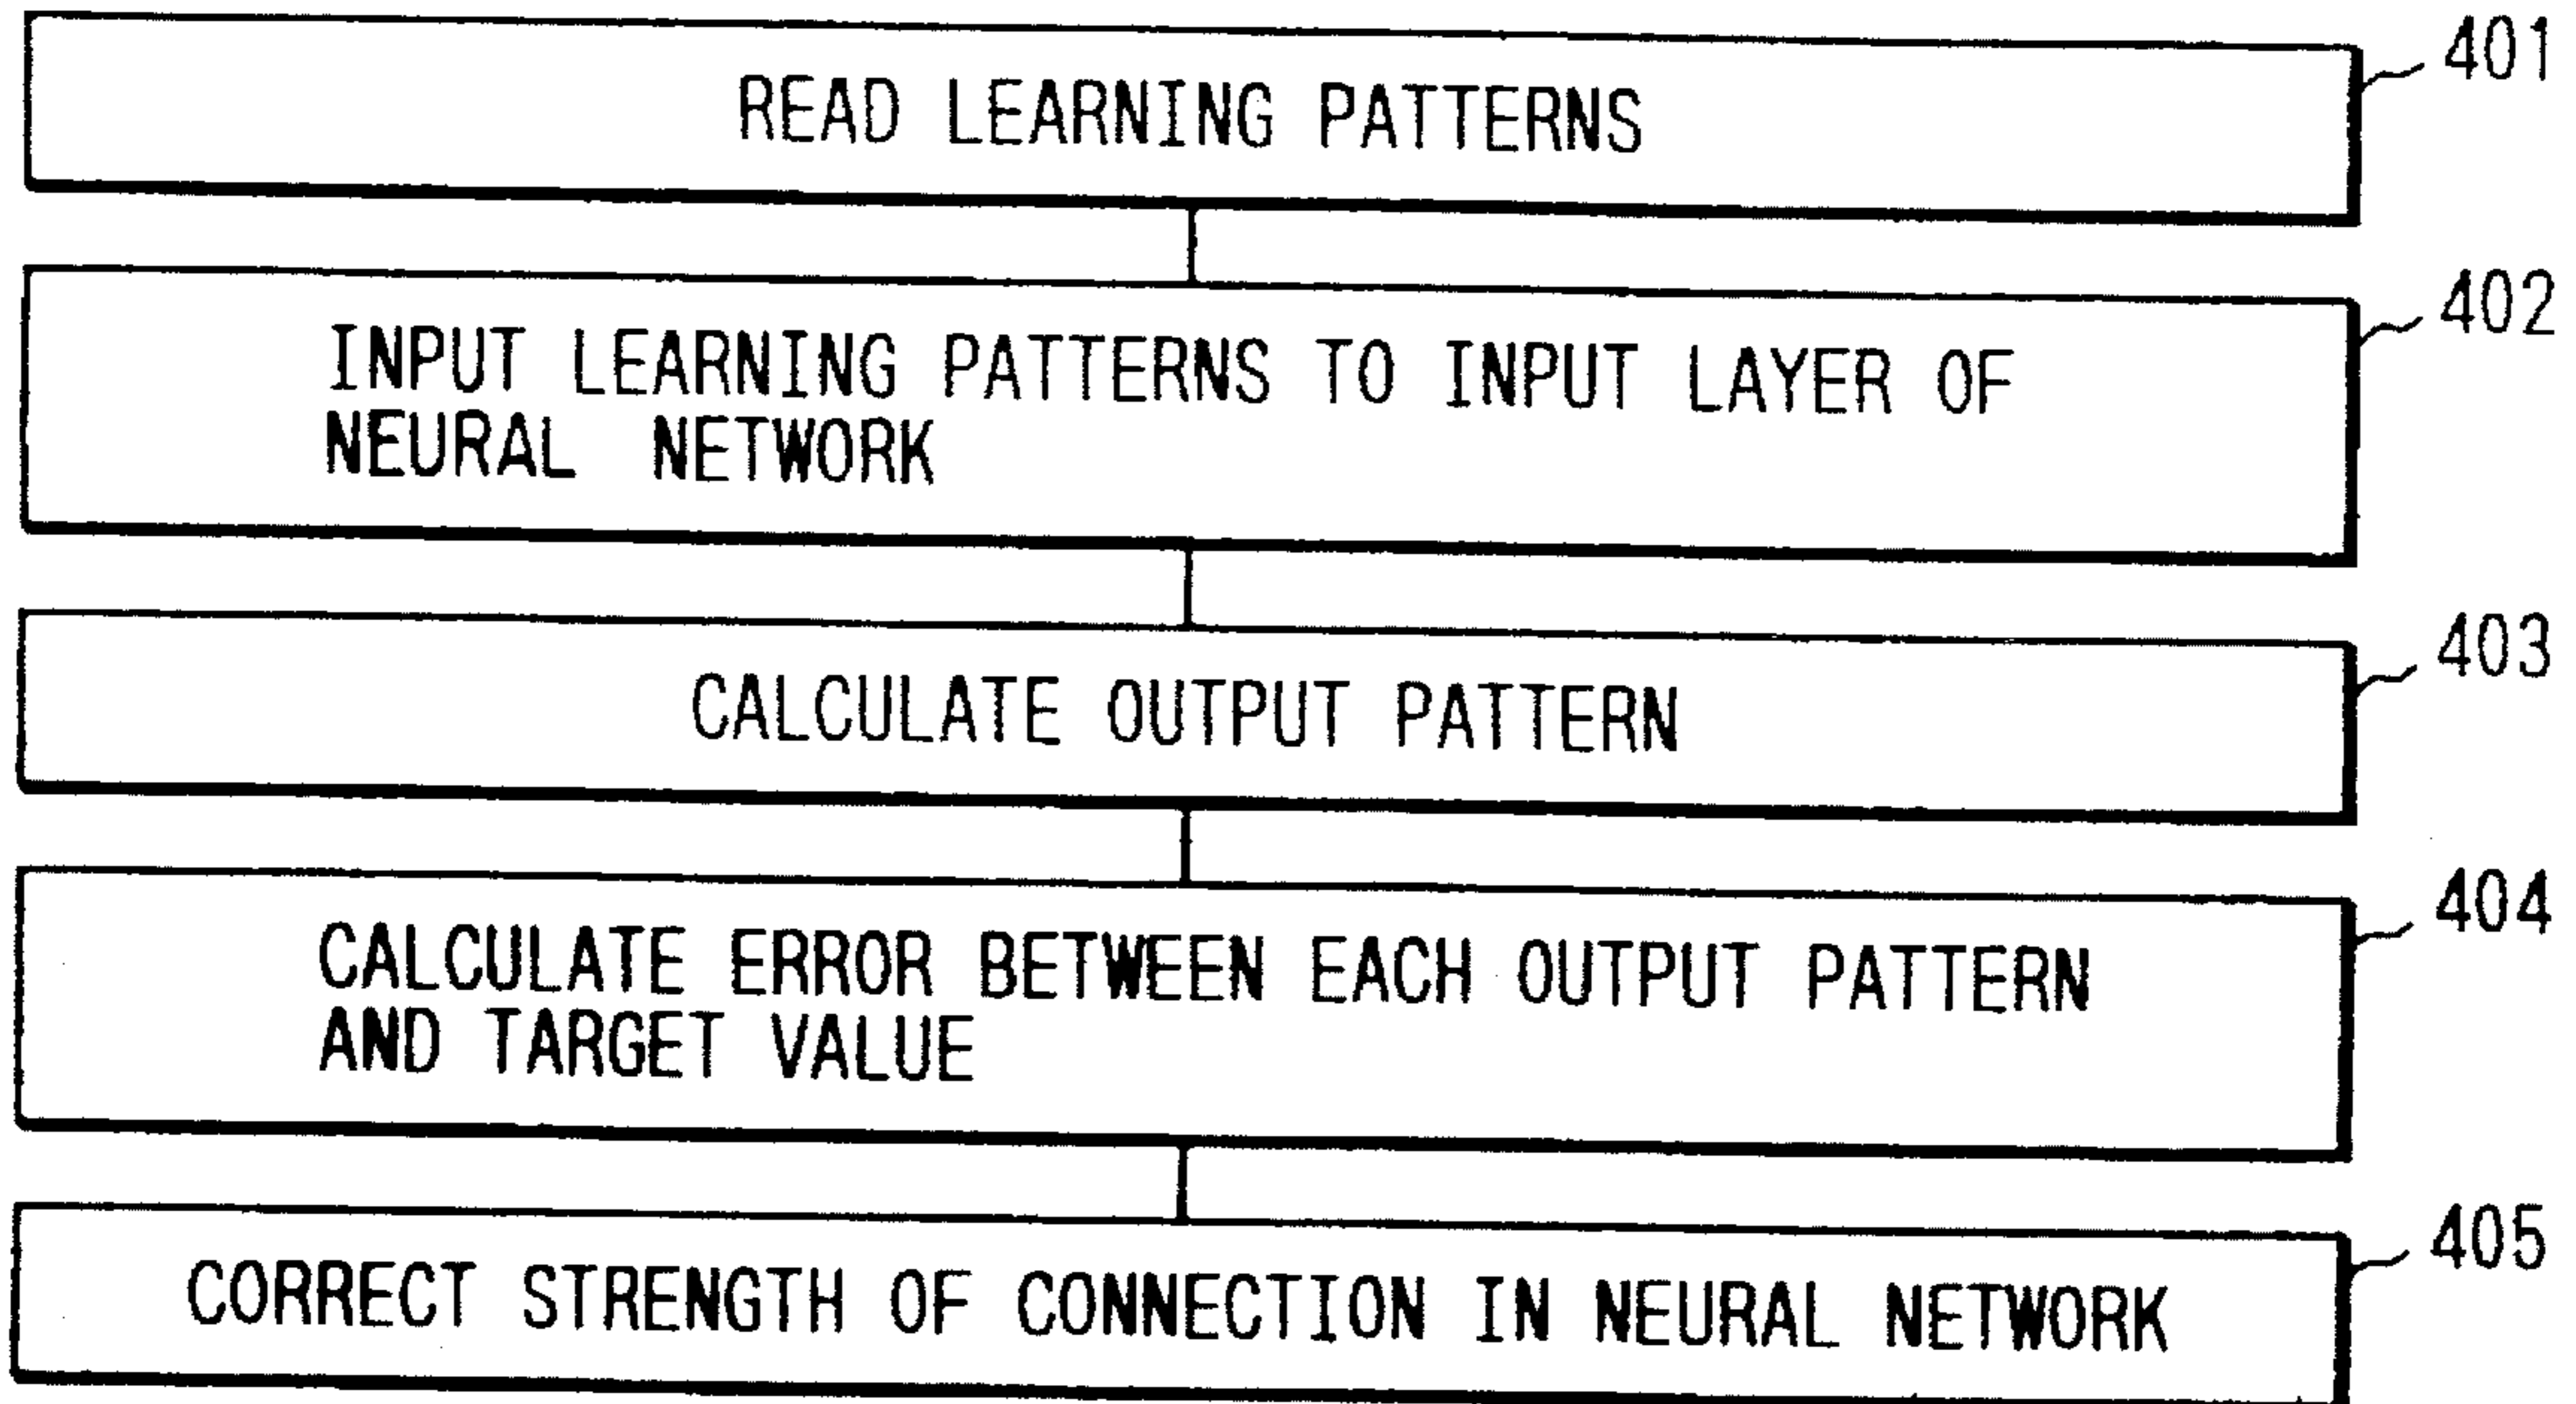 READ LEARNING PATTERNS
401
INPUT LEARNING PATTERNS TO INPUT LAYER OF
NEURAL NETWORK
402
CALCULATE OUTPUT PATTERN
403
CALCULATE ERROR BETWEEN EACH OUTPUT PATTERN
AND TARGET VALUE
404
CORRECT STRENGTH OF CONNECTION IN NEURAL NETWORK
405